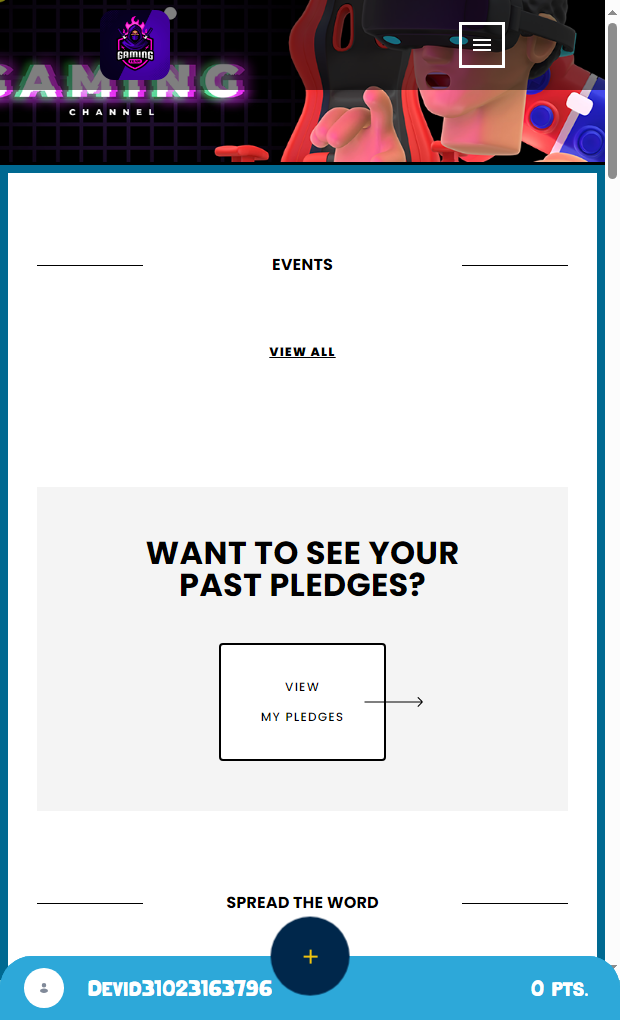 GAMING
GAMING
CHANNEL
EVENTS
VIEW ALL
WANT TO SEE YOUR
PAST PLEDGES?
VIEW
MY PLEDGES
SPREAD THE WORD
DEVID31023163796
0 PTS.